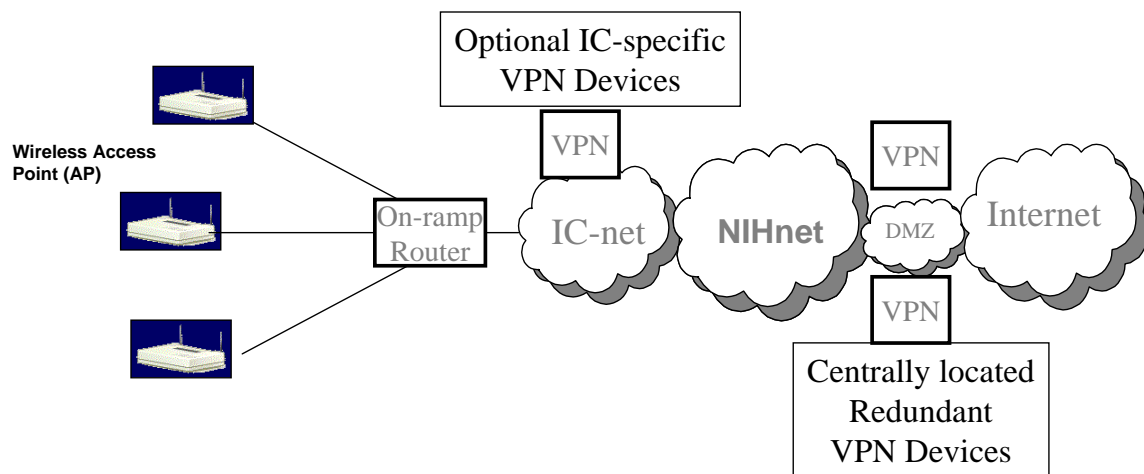 Optional IC-specific
VPN Devices
Wireless Access
Point (AP)
VPN
VPN
On-ramp
Router
IC-net
NIHnet
DMZ
Internet
VPN
Centrally located
Redundant
VPN Devices